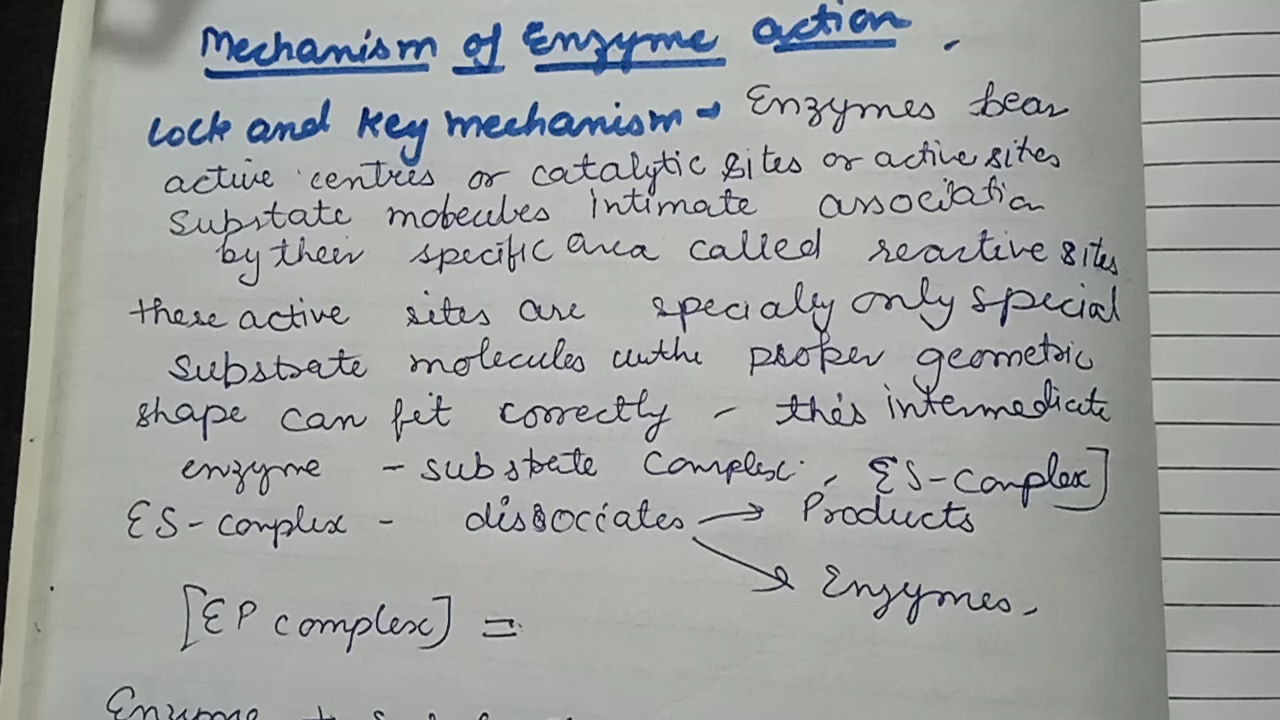 Mechanism of Enzyme action .
Lock and Key mechanism → Enzymes bear
active centres or catalytic sites or active sites
Substate molecules intimate association
by their specific area called reactive sites
these active sites are specially only special
substrate molecules withe proper geometric
shape can fit correctly - this intermediate
enzyme - substrate complex. , ES-complex]
ES-complex - dissociates → Products
→ Enzymes.
[EP complex] =
Enzyme +